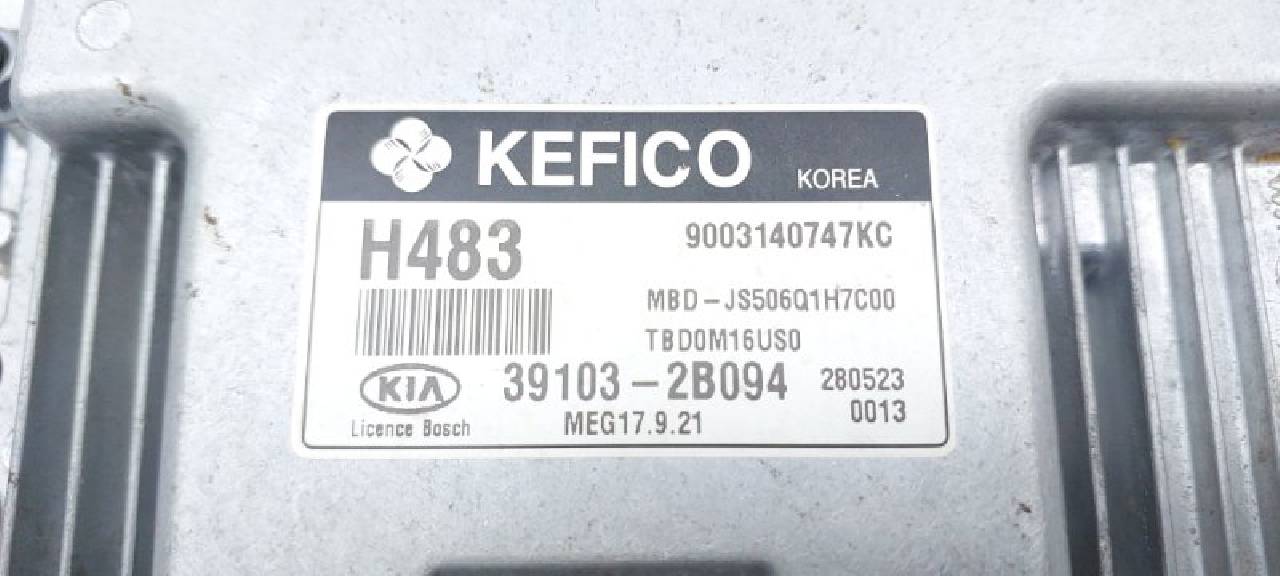 KEFICO KOREA
H483 9003140747KC
MBD-JS506Q1H7C00
TBD0M16US0
KIA 39103-2B094 280523
Licence Bosch MEG17.9.21 0013